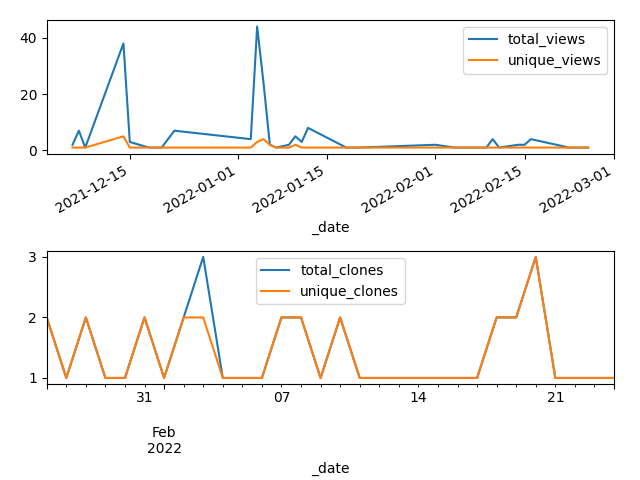 40
20
0
total_views
unique_views
2021-12-15
2022-01-01
2022-01-15
2022-02-01
2022-02-15
2022-03-01
_date
3
2
1
total_clones
unique_clones
31
07
14
21
Feb
2022
_date